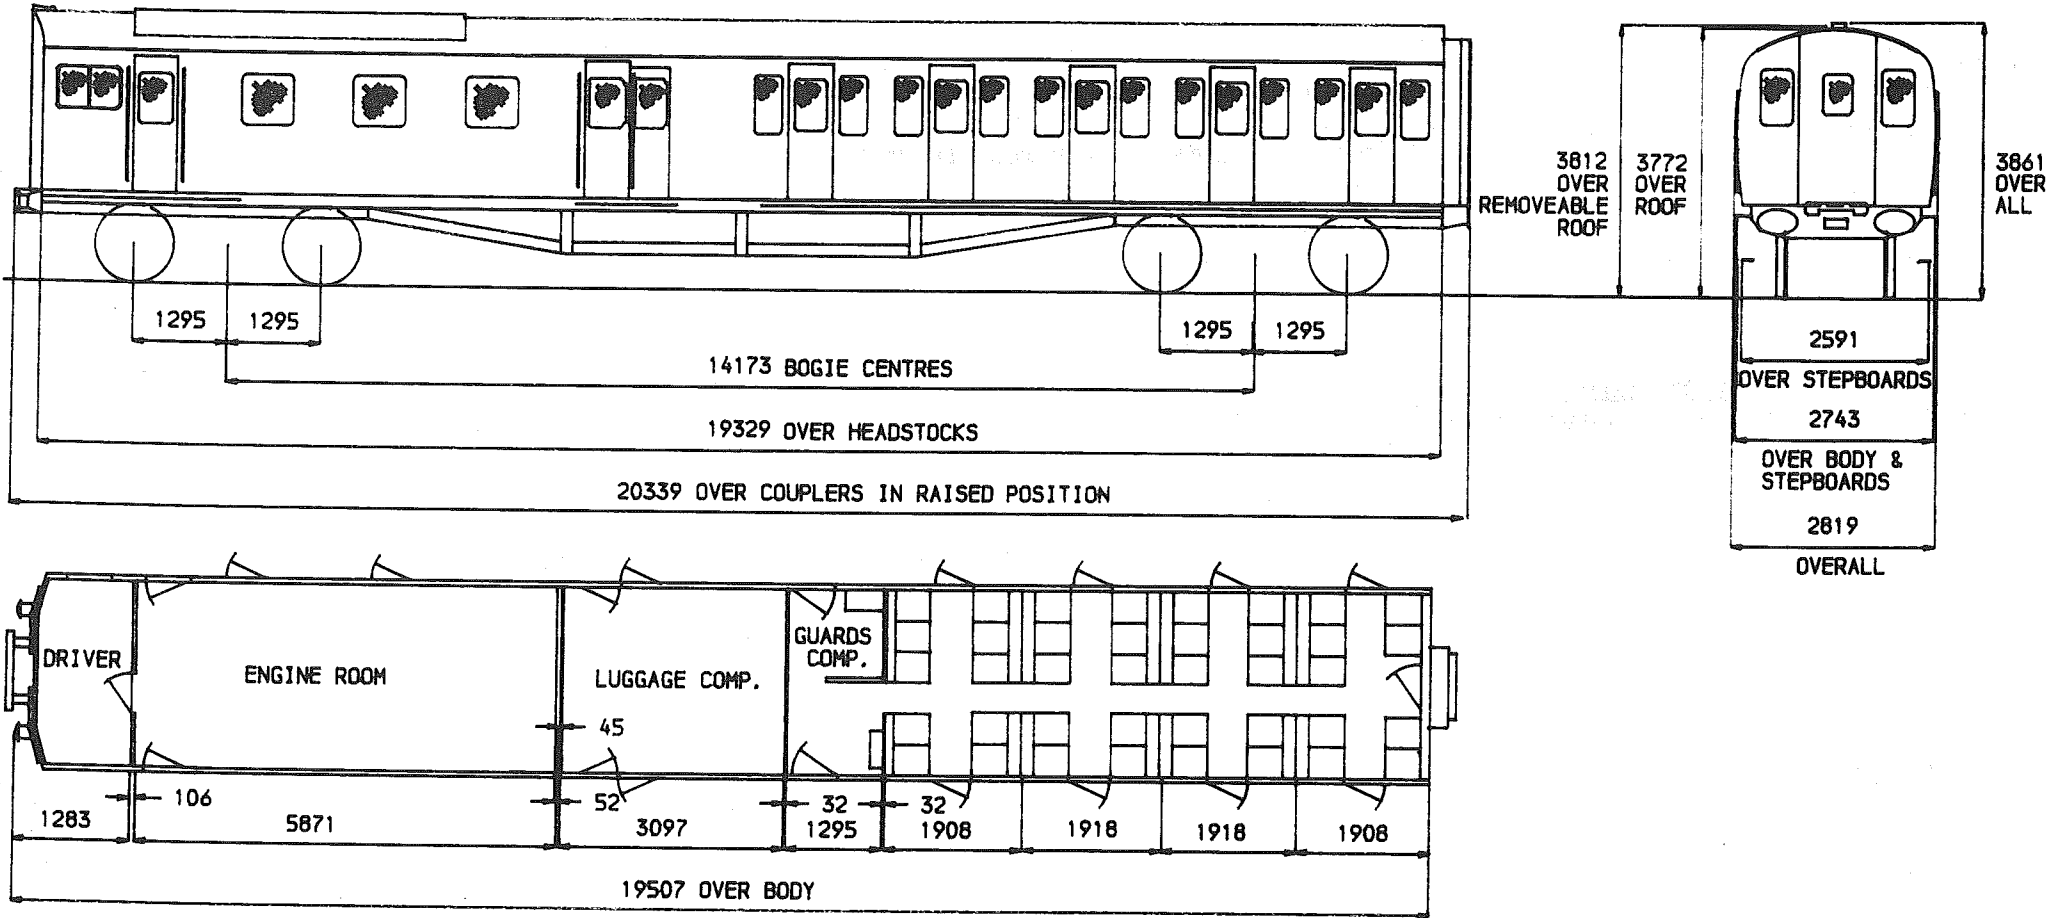 3812
OVER
REMOVEABLE
ROOF
3772
OVER
ROOF
3861
OVER
ALL
1295
1295
1295
1295
14173 BOGIE CENTRES
19329 OVER HEADSTOCKS
20339 OVER COUPLERS IN RAISED POSITION
2591
OVER STEPBOARDS
2743
OVER BODY &
STEPBOARDS
2819
OVERALL
DRIVER
ENGINE ROOM
LUGGAGE COMP.
GUARDS
COMP.
45
106
52
32
32
1283
5871
3097
1295
1908
1918
1918
1908
19507 OVER BODY